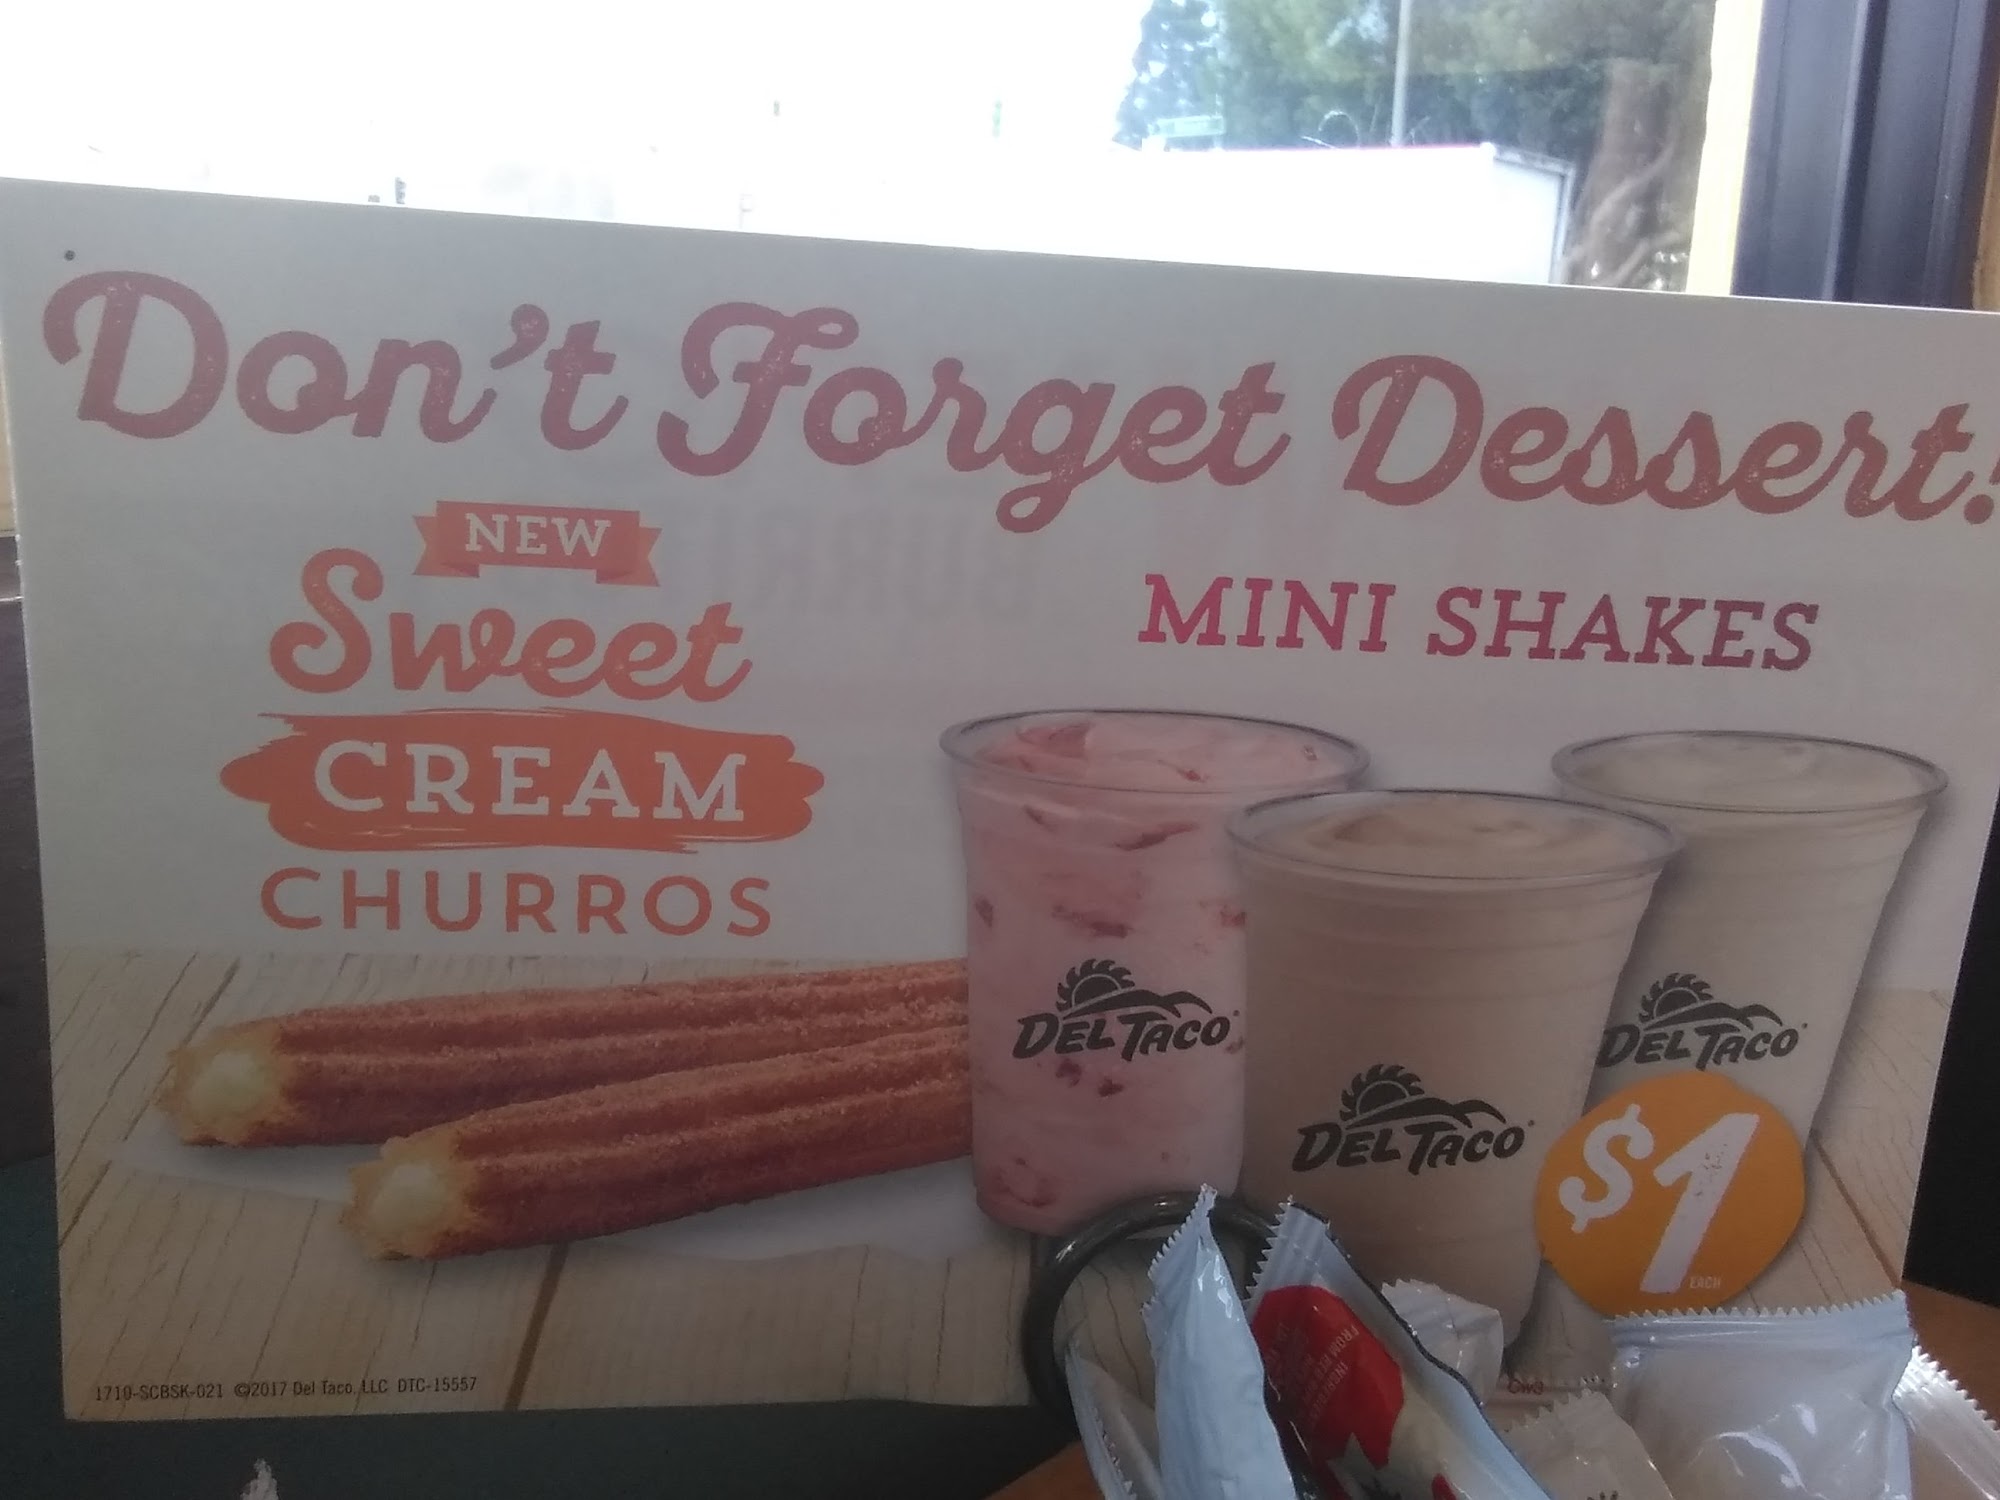 Don't Forget Dessert!
NEW
Sweet
CREAM
CHURROS
MINI SHAKES
DEL TACO
DEL TACO
DEL TACO
$1
EACH
1710-SCBSK-021 ©2017 Del Taco, LLC DTC-15557